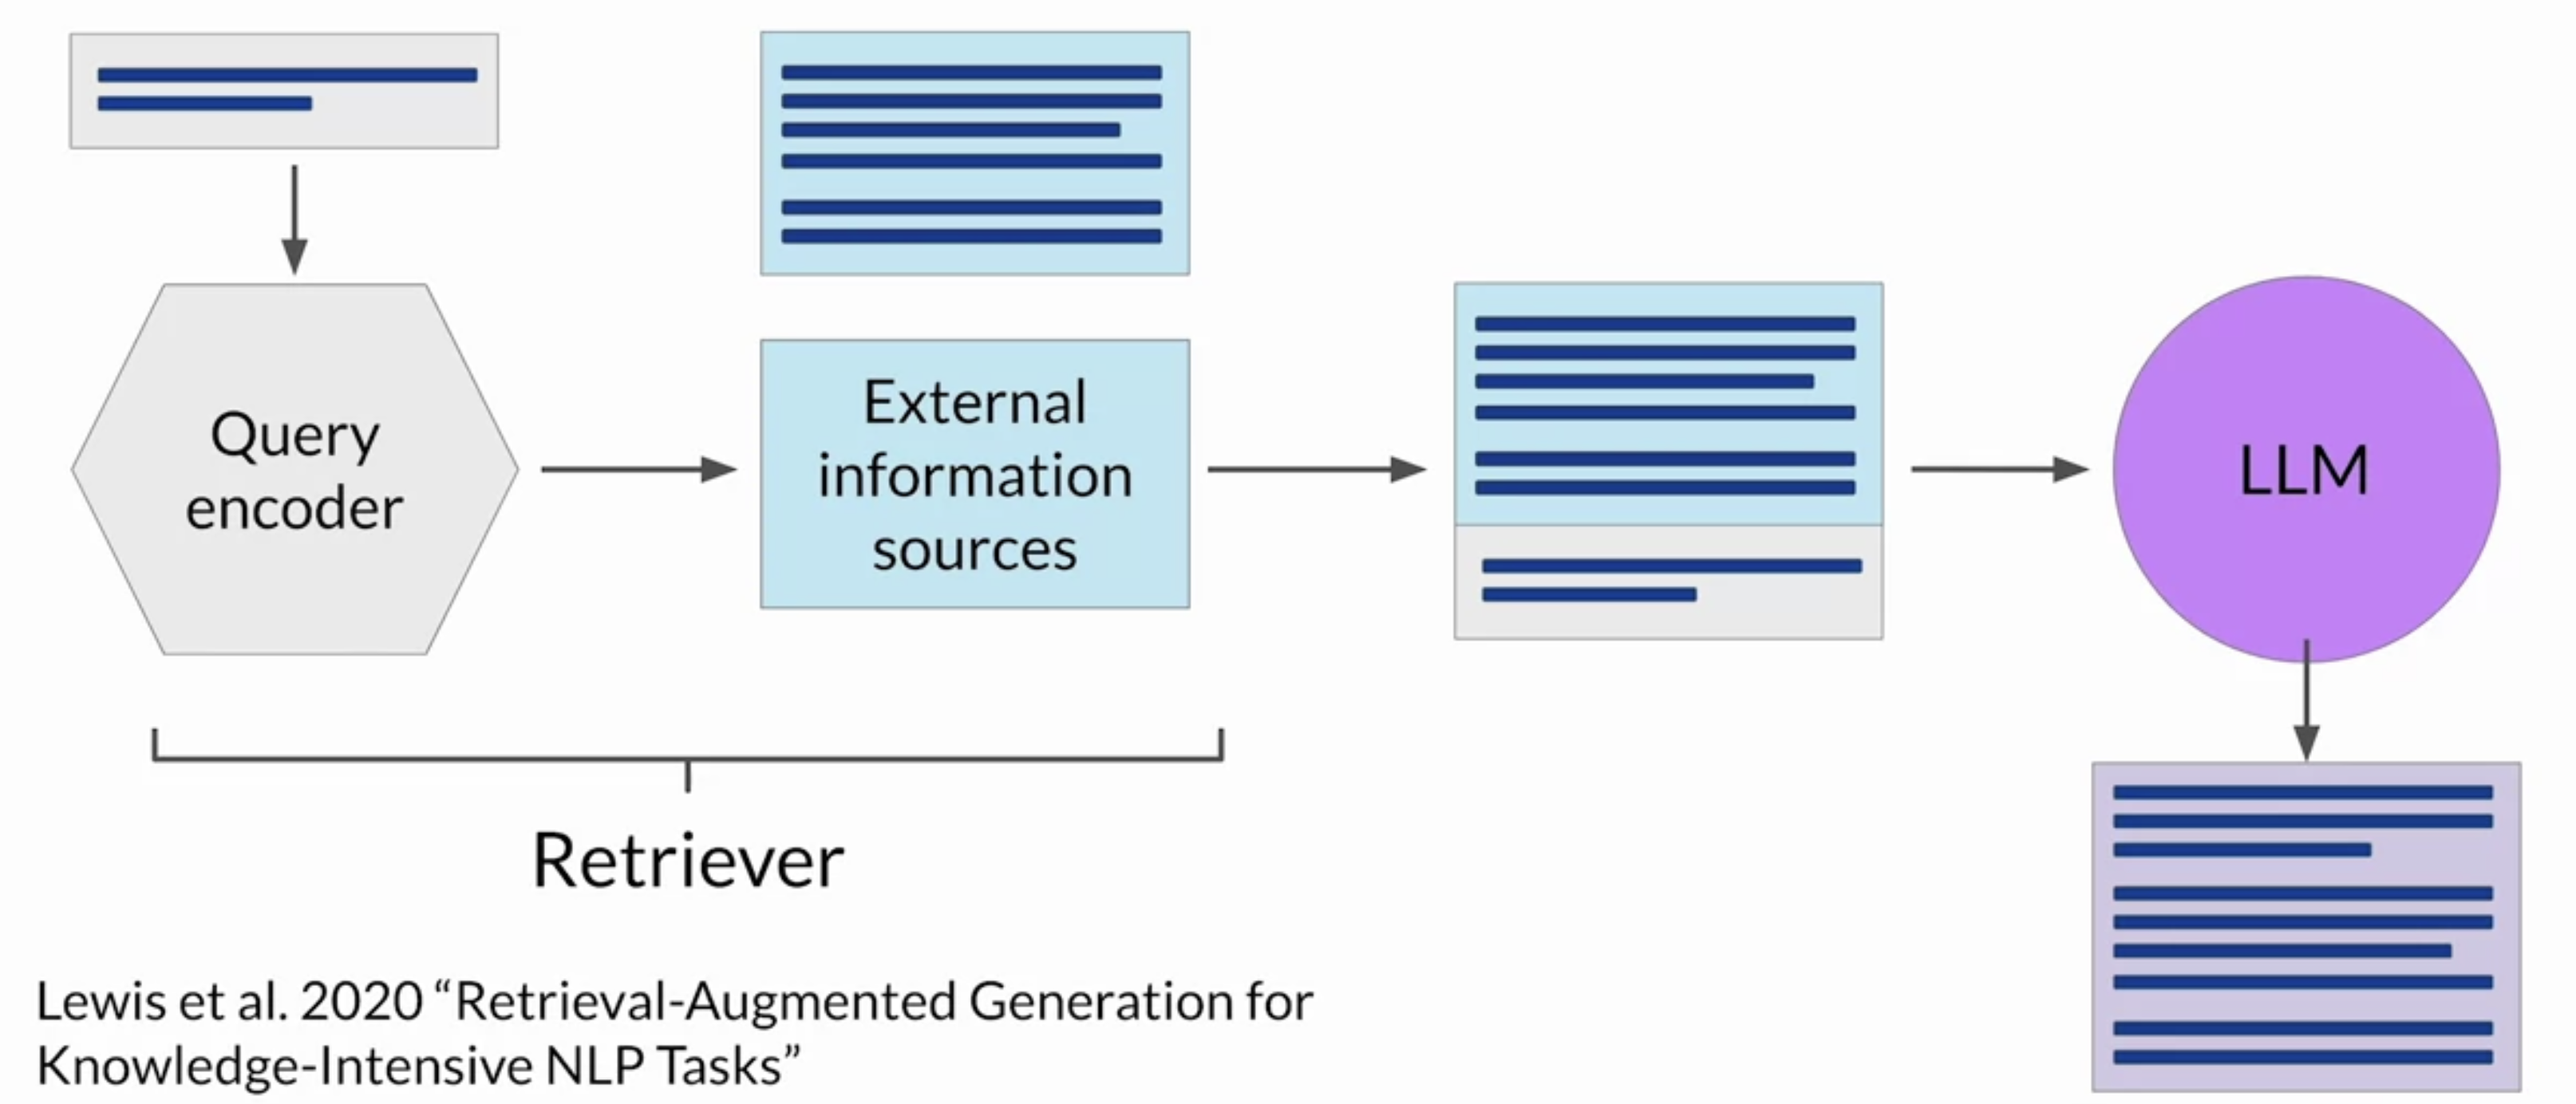 Query
encoder
External
information
sources
LLM
Retriever
Lewis et al. 2020 “Retrieval-Augmented Generation for
Knowledge-Intensive NLP Tasks”